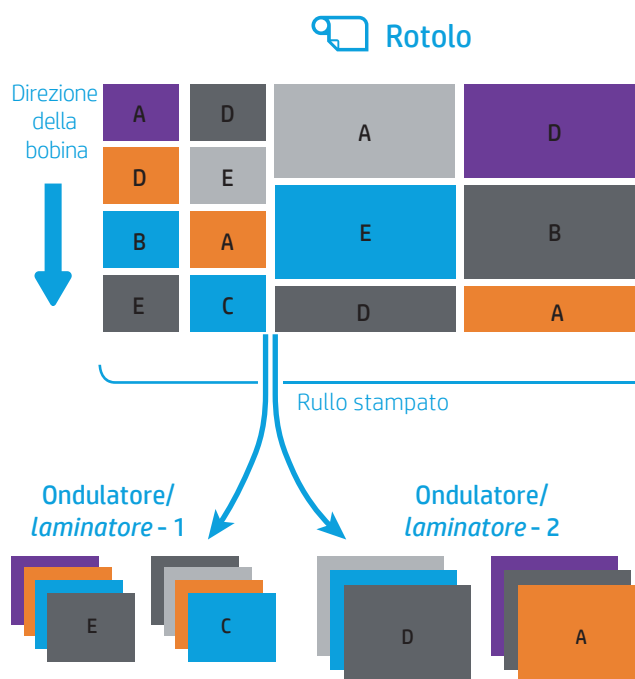 Rotolo
Direzione
della
bobina
A D A D
D E
B A E B
E C D A
Rullo stampato
Ondulatore/
laminatore - 1
Ondulatore/
laminatore - 2
E C D A